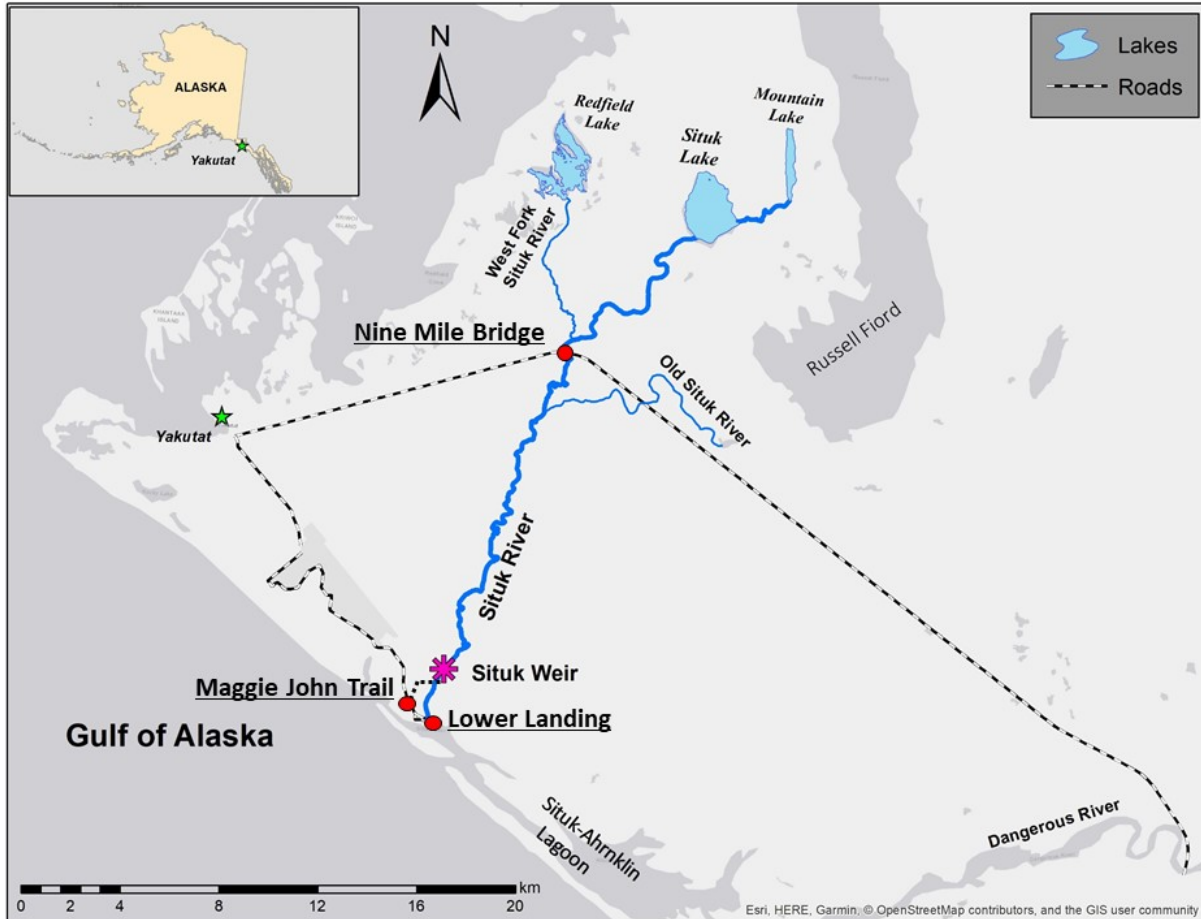 ALASKA
Yakutat
N
Lakes
Roads
Redfield
Lake
Mountain
Lake
Situk
Lake
West Fork
Situk River
KHANTAAK
ISLAND
Nine Mile Bridge
Russell Fiord
Old Situk River
Yakutat
Situk River
Situk Weir
Maggie John Trail
Lower Landing
Gulf of Alaska
Situk-Ahrnklin
Lagoon
Dangerous River
km
0 2 4 8 12 16 20
Esri, HERE, Garmin, © OpenStreetMap contributors, and the GIS user community